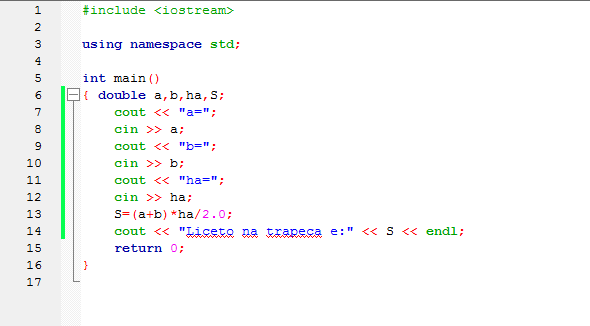 1 #include <iostream>
2
3 using namespace std;
4
5 int main()
6 { double a,b,ha,S;
7 cout << "a=";
8 cin >> a;
9 cout << "b=";
10 cin >> b;
11 cout << "ha=";
12 cin >> ha;
13 S=(a+b)*ha/2.0;
14 cout << "Liceto na trapeca e:" << S << endl;
15 return 0;
16 }
17